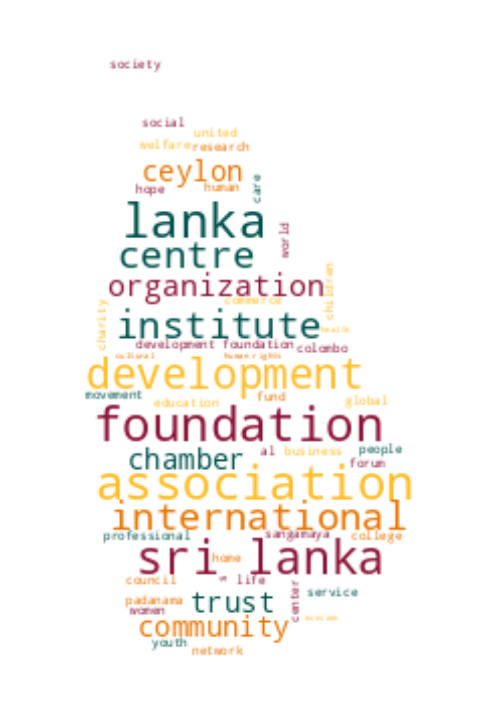 society
social
united
welfare research
ceylon
care
hope human
lanka
world
centre
children
organization
commerce
charity
institute
health
development foundation colombo
cultural human rights
development
movement fund
education global
foundation
al business people
chamber forum
association
international
professional sangamaya college
sri lanka
home
council life
center service
padanama trust
women
community
youth
network